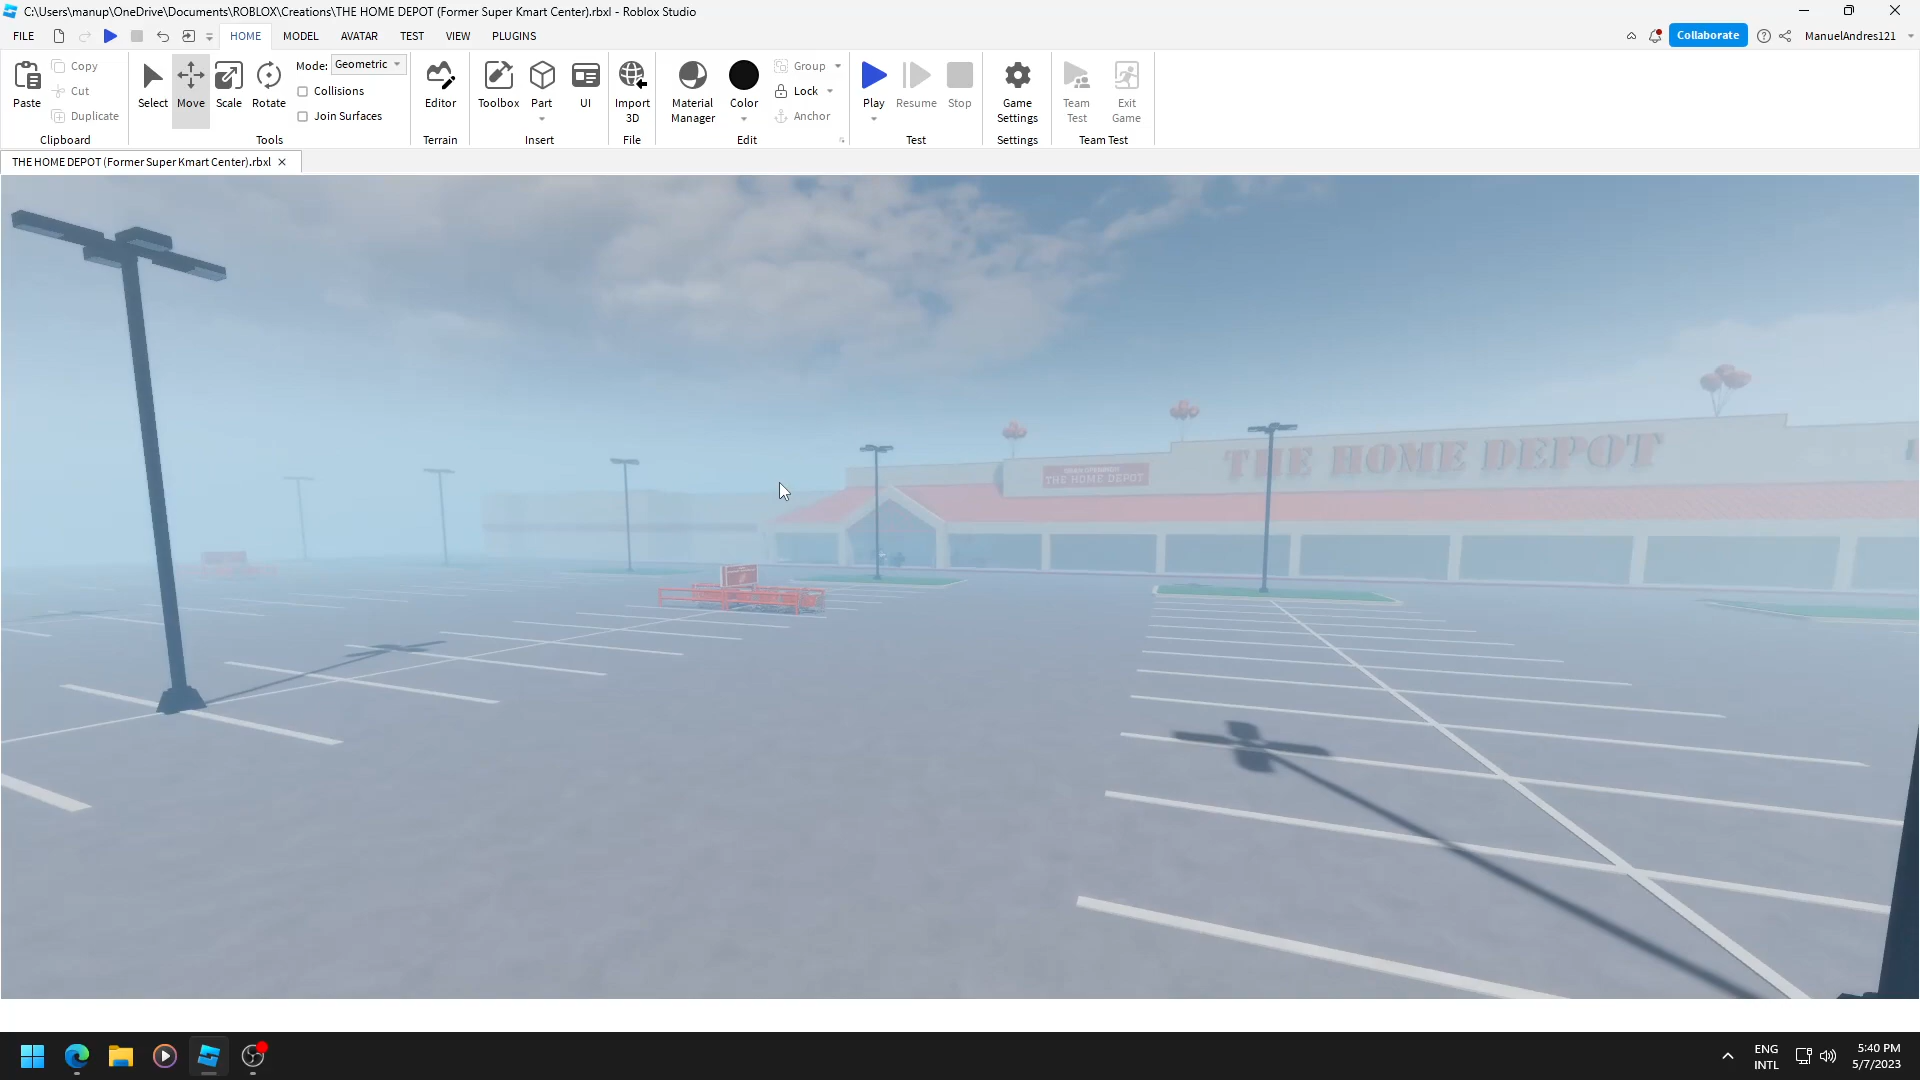 C:\Users\manup\OneDrive\Documents\ROBLOX\Creations\THE HOME DEPOT (Former Super Kmart Center).rbxl - Roblox Studio
FILE HOME MODEL AVATAR TEST VIEW PLUGINS Collaborate ManuelAndres121
Paste
Copy
Cut
Duplicate
Clipboard
Select
Move
Scale
Rotate
Mode: Geometric
Collisions
Join Surfaces
Tools
Editor
Terrain
Toolbox
Part
UI
Insert
Import
3D
File
Material
Manager
Color
Group
Lock
Anchor
Edit
Play
Resume
Stop
Test
Game
Settings
Settings
Team
Test
Exit
Game
Team Test
THE HOME DEPOT (Former Super Kmart Center).rbxl
THE HOME DEPOT
THE HOME DEPOT
ENG
INTL
5:40 PM
5/7/2023